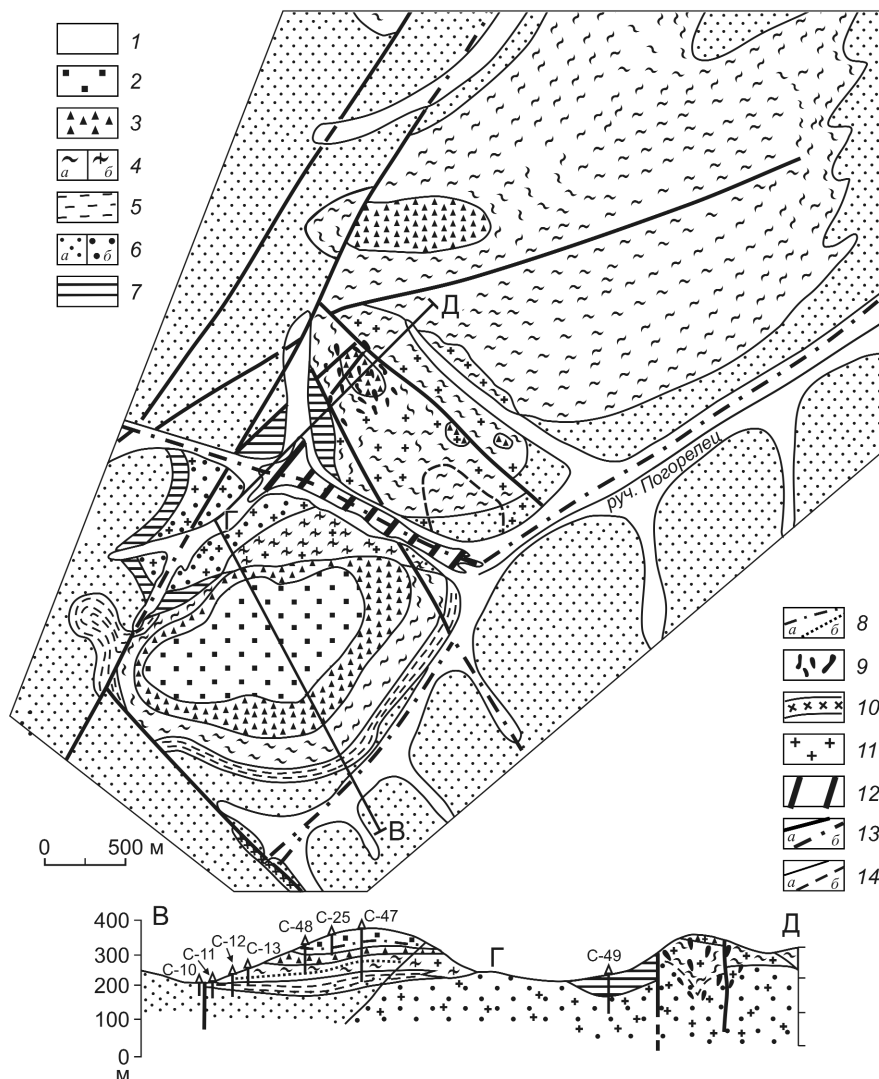 1
2
3
а б 4
5
а б 6
7
Д
руч. Погорелец
Г
В
0 500 м
а б 8
9
10
11
12
а б 13
а б 14
В Д
400
300
200
100
0
м
С-10
С-11
С-12
С-13
С-48
С-25
С-47
Г
С-49